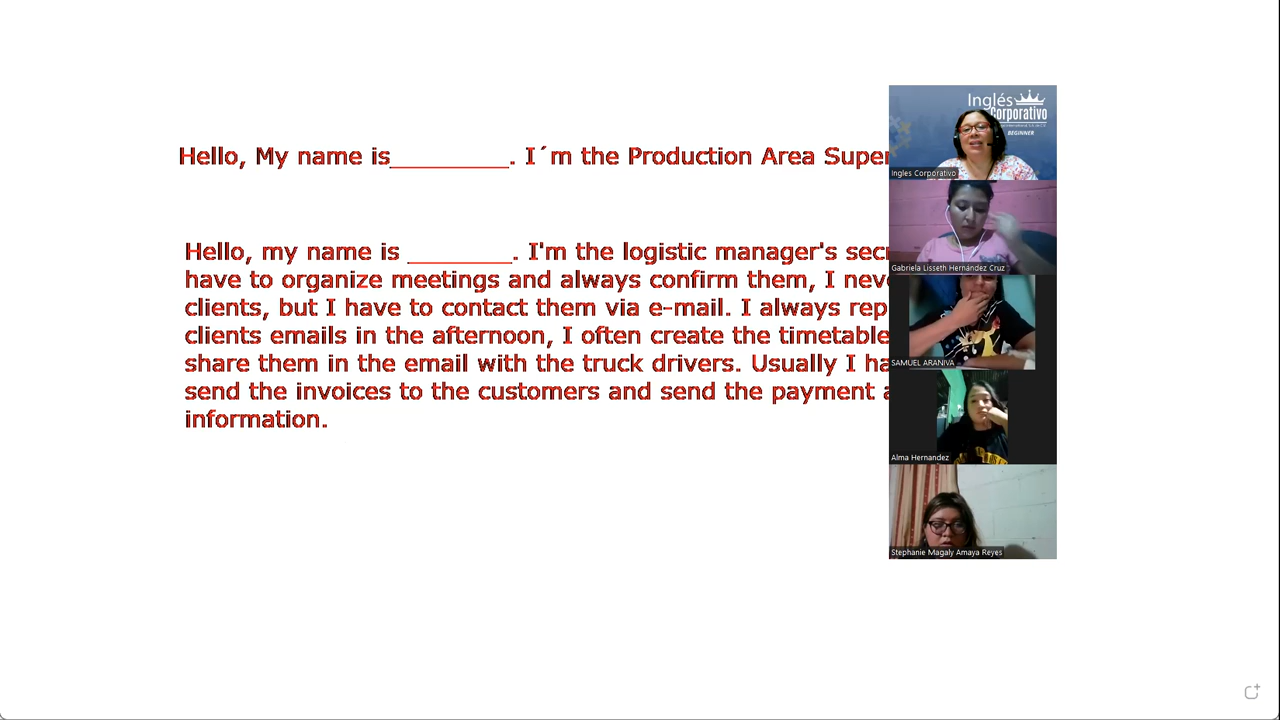 Hello, My name is_________. I´m the Production Area Super
Hello, my name is ________. I'm the logistic manager's secr
have to organize meetings and always confirm them, I neve
clients, but I have to contact them via e-mail. I always rep
clients emails in the afternoon, I often create the timetable
share them in the email with the truck drivers. Usually I ha
send the invoices to the customers and send the payment a
information.
Inglés
Corporativo
BEGINNER
Ingles Corporativo
Gabriela Lisseth Hernández Cruz
SAMUEL ARANIVA
Alma Hernandez
Stephanie Magaly Amaya Reyes